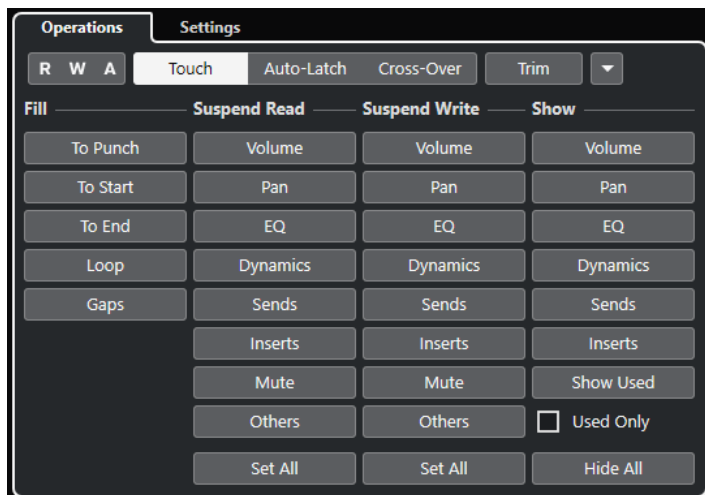 Operations Settings
R W A Touch Auto-Latch Cross-Over Trim
Fill Suspend Read Suspend Write Show
To Punch Volume Volume Volume
To Start Pan Pan Pan
To End EQ EQ EQ
Loop Dynamics Dynamics Dynamics
Gaps Sends Sends Sends
Inserts Inserts Inserts
Mute Mute Show Used
Others Others Used Only
Set All Set All Hide All